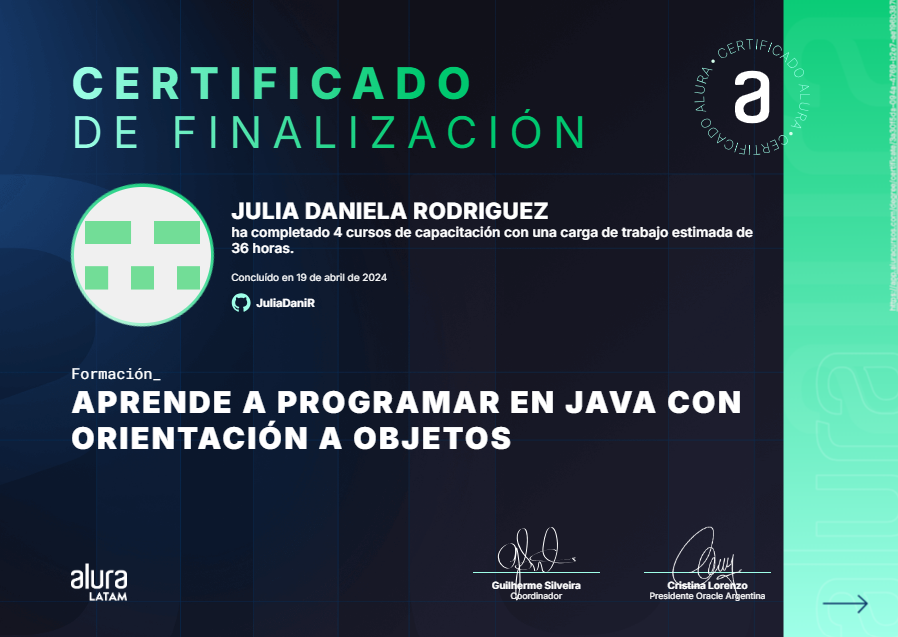 CERTIFICADO
DE FINALIZACIÓN
CERTIFICADO ALURA • CERTIFICADO ALURA •
a
JULIA DANIELA RODRIGUEZ
ha completado 4 cursos de capacitación con una carga de trabajo estimada de
36 horas.
Concluído en 19 de abril de 2024
JuliaDaniR
Formación_
APRENDE A PROGRAMAR EN JAVA CON
ORIENTACIÓN A OBJETOS
alura
LATAM
Guilherme Silveira
Coordinador
Cristina Lorenzo
Presidente Oracle Argentina
alura